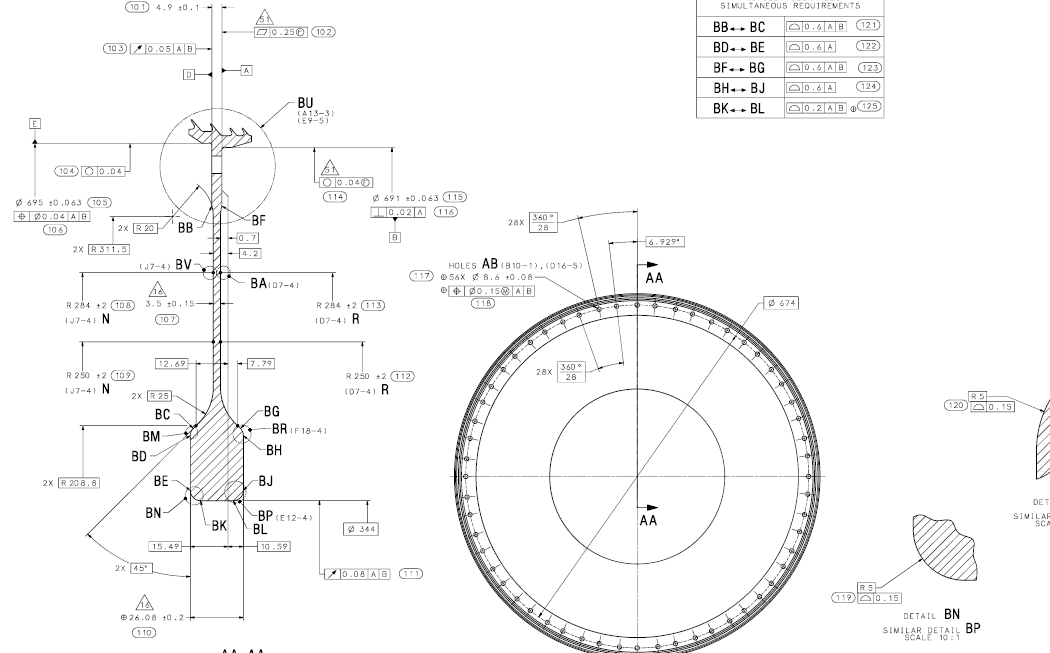 SIMULTANEOUS REQUIREMENTS
BB↔BC ⌓ 0.6 A B (121)
BD↔BE ⌓ 0.6 A (122)
BF↔BG ⌓ 0.6 A B (123)
BH↔BJ ⌓ 0.6 A (124)
BK↔BL ⌓ 0.2 A B ⊕ (125)
(101) 4.9 ±0.1
51
⏥ 0.25 Ⓕ (102)
(103) ↗ 0.05 A B
D
A
BU
(A13-3)
(E9-5)
E
(104) ○ 0.04
51
○ 0.04 Ⓕ
(114)
Ø 695 ±0.063 (105)
⌖ Ø0.04 A B
(106)
Ø 691 ±0.063 (115)
⊥ 0.02 A (116)
B
2X R 20
BB
BF
2X R 311.5
0.7
4.2
(J7-4) BV
BA (D7-4)
R 284 ±2 (108)
(J7-4) N
16
3.5 ±0.15
(107)
R 284 ±2 (113)
(D7-4) R
12.69
7.79
R 250 ±2 (109)
(J7-4) N
R 250 ±2 (112)
(D7-4) R
2X R 25
BC
BG
BM
BR (F18-4)
BD
BH
2X R 208.8
BE
BJ
BN
BK
BP (E12-4)
BL
Ø 344
15.49
10.59
2X 45°
↗ 0.08 A B (111)
16
⊕ 26.08 ±0.2
(110)
AA-AA
28X 360°
28
6.929°
HOLES AB (B10-1),(D16-5)
(117) ⊕ 56X Ø 8.6 ±0.08
⊕ ⌖ Ø0.15 Ⓜ A B
(118)
AA
Ø 674
28X 360°
28
AA
R 5
(120) ⌓ 0.15
DET
SIMILAR
SCA
R 5
(119) ⌓ 0.15
DETAIL BN
SIMILAR DETAIL BP
SCALE 10:1